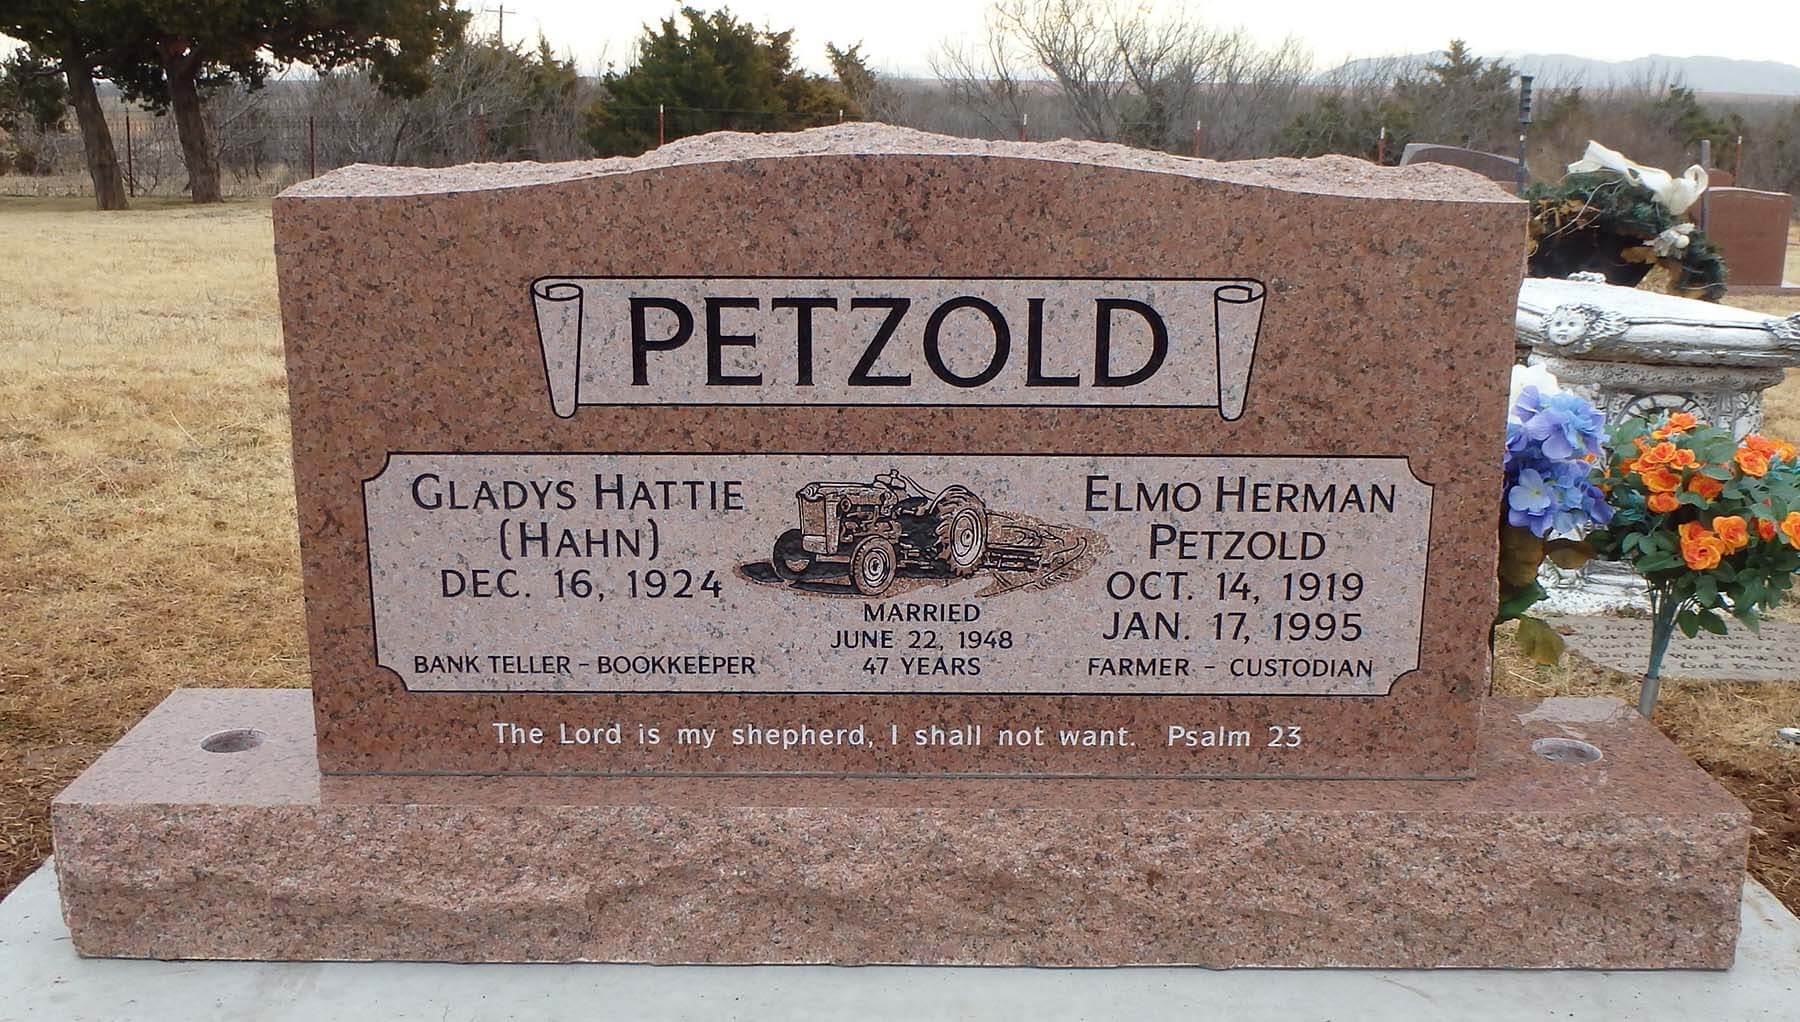 PETZOLD
GLADYS HATTIE
(HAHN)
DEC. 16, 1924
BANK TELLER - BOOKKEEPER
MARRIED
JUNE 22, 1948
47 YEARS
ELMO HERMAN
PETZOLD
OCT. 14, 1919
JAN. 17, 1995
FARMER - CUSTODIAN
The Lord is my shepherd, I shall not want. Psalm 23